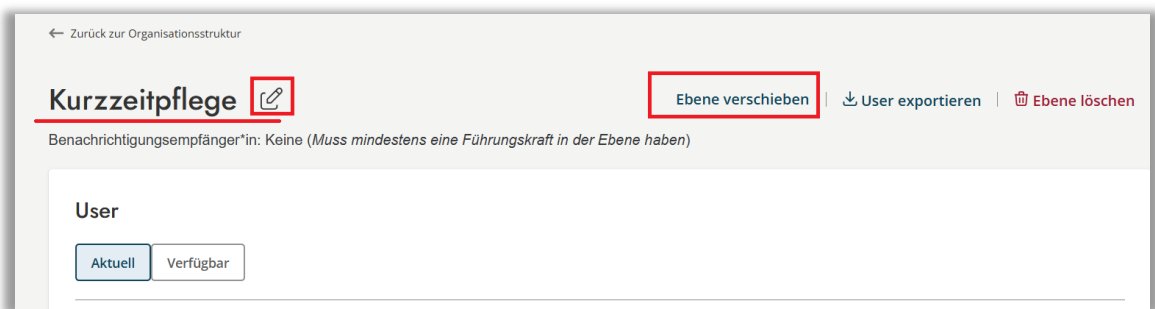 Zurück zur Organisationsstruktur
Kurzzeitpflege
Ebene verschieben
User exportieren
Ebene löschen
Benachrichtigungsempfänger*in: Keine (Muss mindestens eine Führungskraft in der Ebene haben)
User
Aktuell
Verfügbar